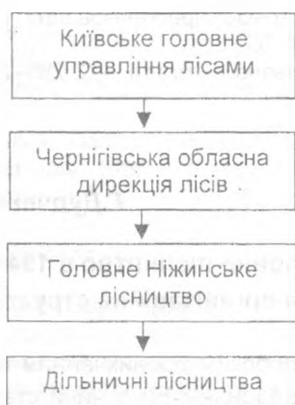 Київське головне
управління лісами
Чернігівська обласна
дирекція лісів
Головне Ніжинське
лісництво
Дільничні лісництва